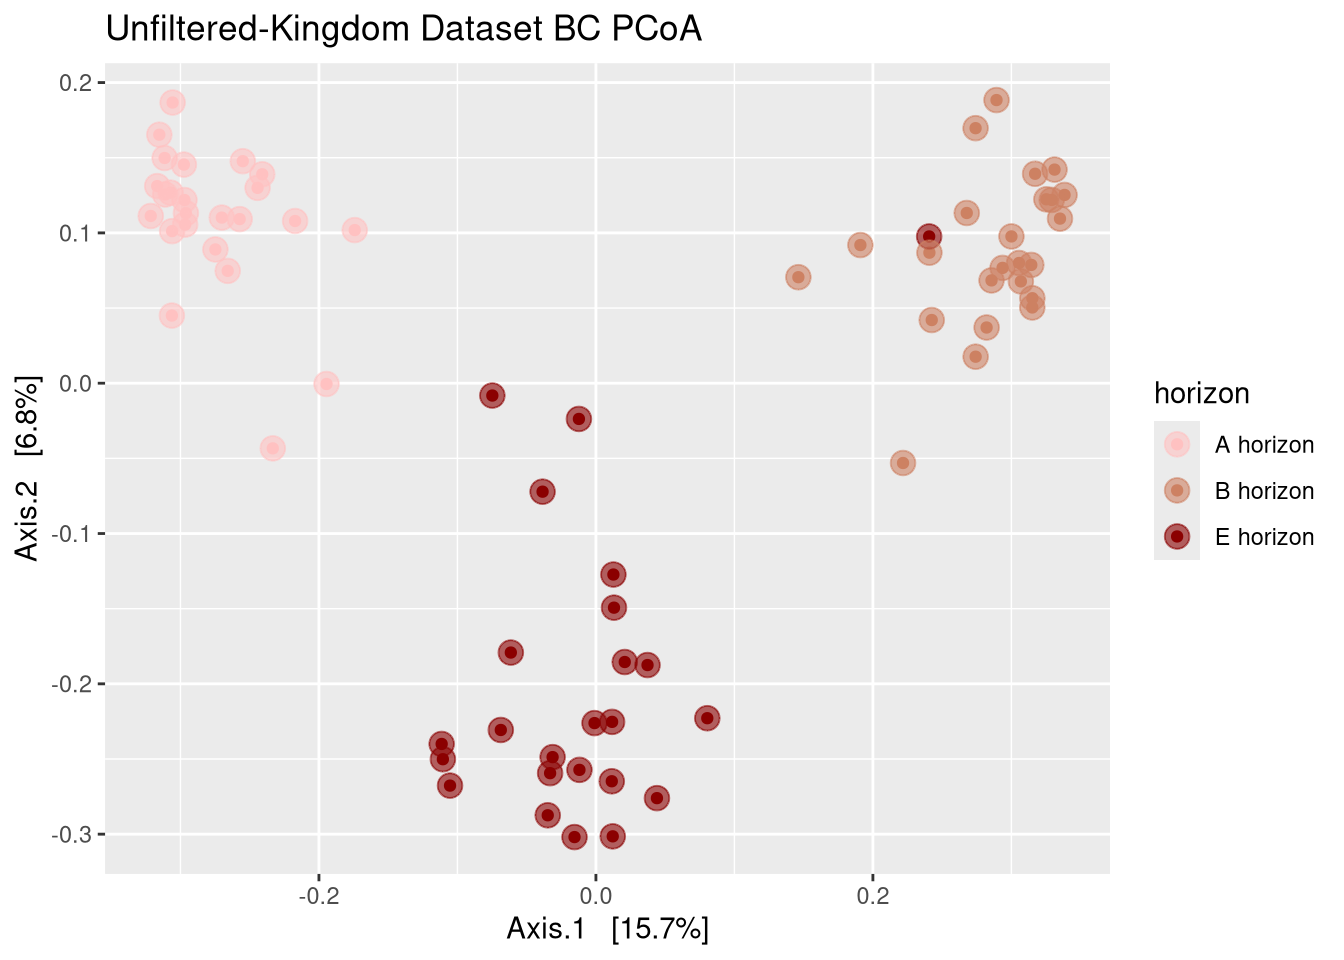 Unfiltered-Kingdom Dataset BC PCoA
0.2
0.1
0.0
-0.1
-0.2
-0.3
Axis.2 [6.8%]
-0.2 0.0 0.2
Axis.1 [15.7%]
horizon
A horizon
B horizon
E horizon